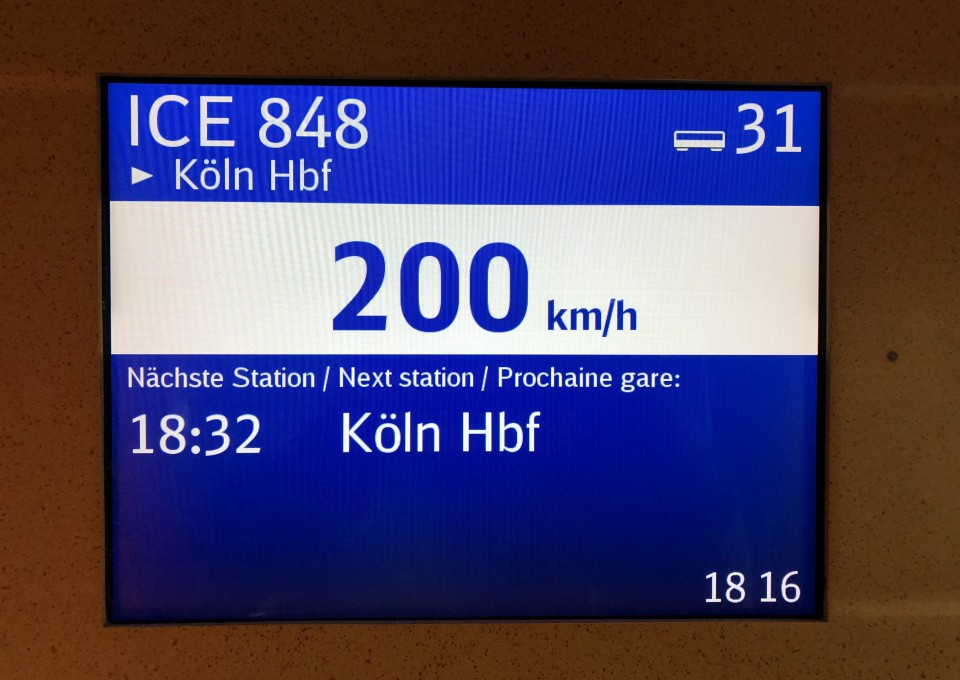 ICE 848
31
► Köln Hbf
200 km/h
Nächste Station / Next station / Prochaine gare:
18:32 Köln Hbf
18 16